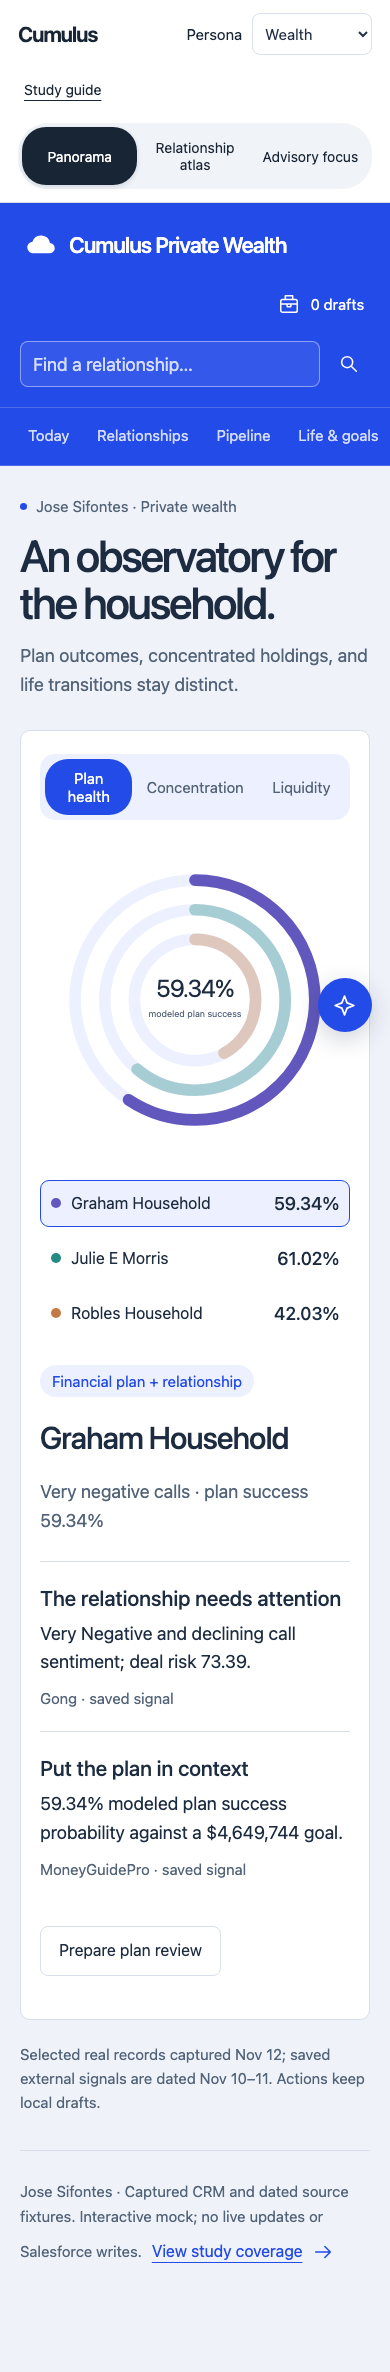 Cumulus
Persona
Wealth
Study guide
Panorama
Relationship
atlas
Advisory focus
Cumulus Private Wealth
0 drafts
Find a relationship...
Today
Relationships
Pipeline
Life & goals
Jose Sifontes · Private wealth
An observatory for
the household.
Plan outcomes, concentrated holdings, and
life transitions stay distinct.
Plan
health
Concentration
Liquidity
59.34%
modeled plan success
Graham Household 59.34%
Julie E Morris 61.02%
Robles Household 42.03%
Financial plan + relationship
Graham Household
Very negative calls · plan success
59.34%
The relationship needs attention
Very Negative and declining call
sentiment; deal risk 73.39.
Gong · saved signal
Put the plan in context
59.34% modeled plan success
probability against a $4,649,744 goal.
MoneyGuidePro · saved signal
Prepare plan review
Selected real records captured Nov 12; saved
external signals are dated Nov 10–11. Actions keep
local drafts.
Jose Sifontes · Captured CRM and dated source
fixtures. Interactive mock; no live updates or
Salesforce writes. View study coverage →